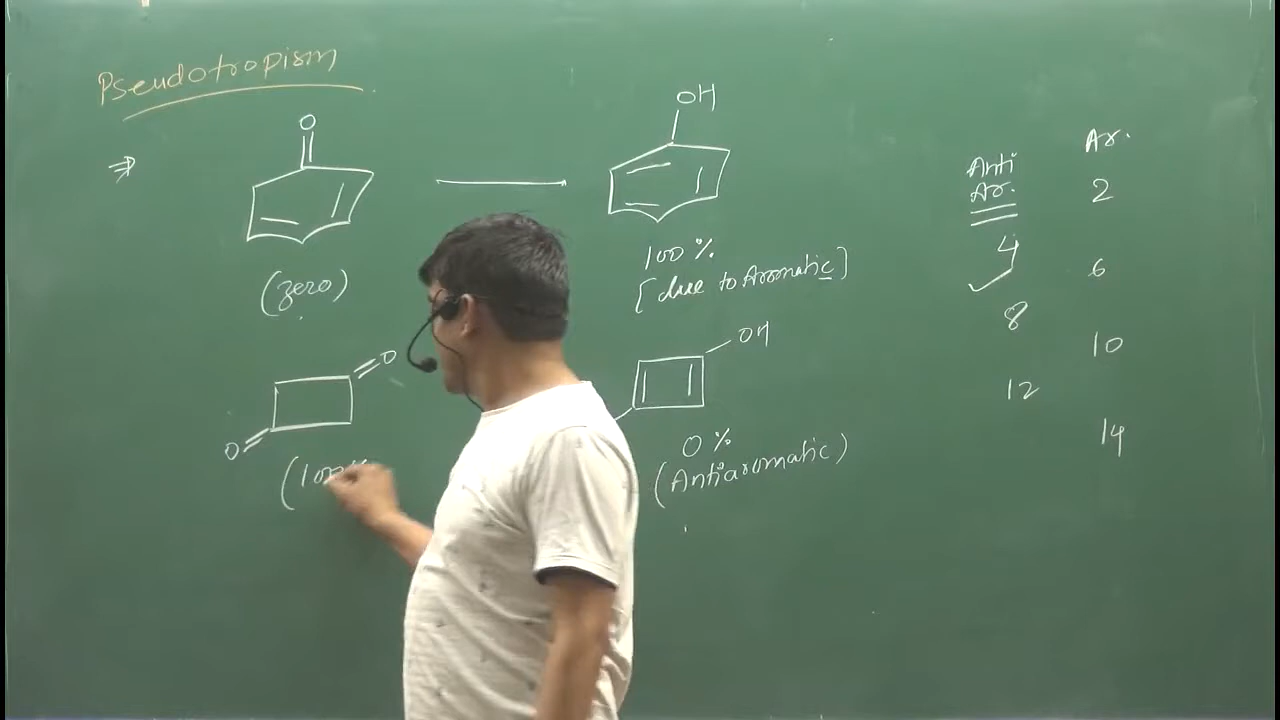 Pseudotropism
⇒
O
OH
(zero)
100 %
[due to Aromatic]
O
O
OH
0 %
(Antiaromatic)
Anti
Ar.
4
8
12
Ar.
2
6
10
14